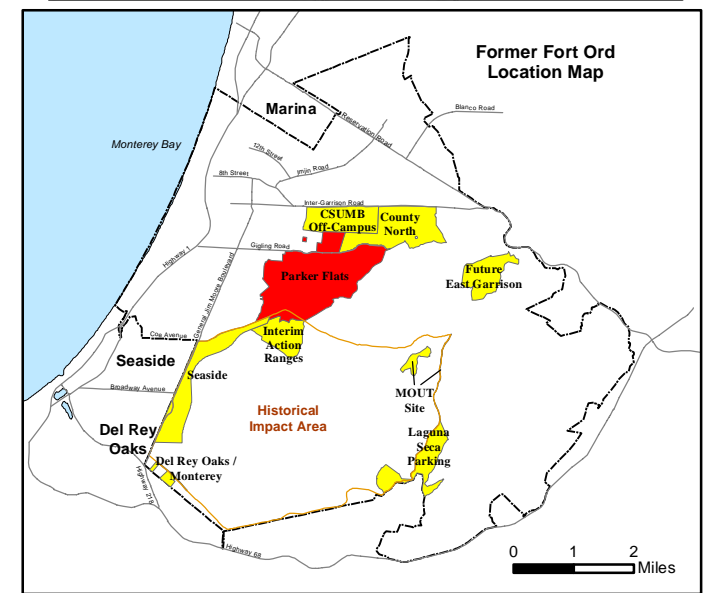 Former Fort Ord
Location Map
Marina
Blanco Road
Reservation Road
Monterey Bay
12th Street
Imjin Road
8th Street
Inter-Garrison Road
CSUMB
Off-Campus
County
North
Gigling Road
Highway 1
General Jim Moore Boulevard
Parker Flats
Future
East Garrison
Coe Avenue
Interim
Action
Ranges
Seaside
Seaside
Broadway Avenue
MOUT
Site
Historical
Impact Area
Del Rey
Oaks
Laguna
Seca
Parking
Del Rey Oaks /
Monterey
Highway 218
Highway 68
0 1 2
Miles